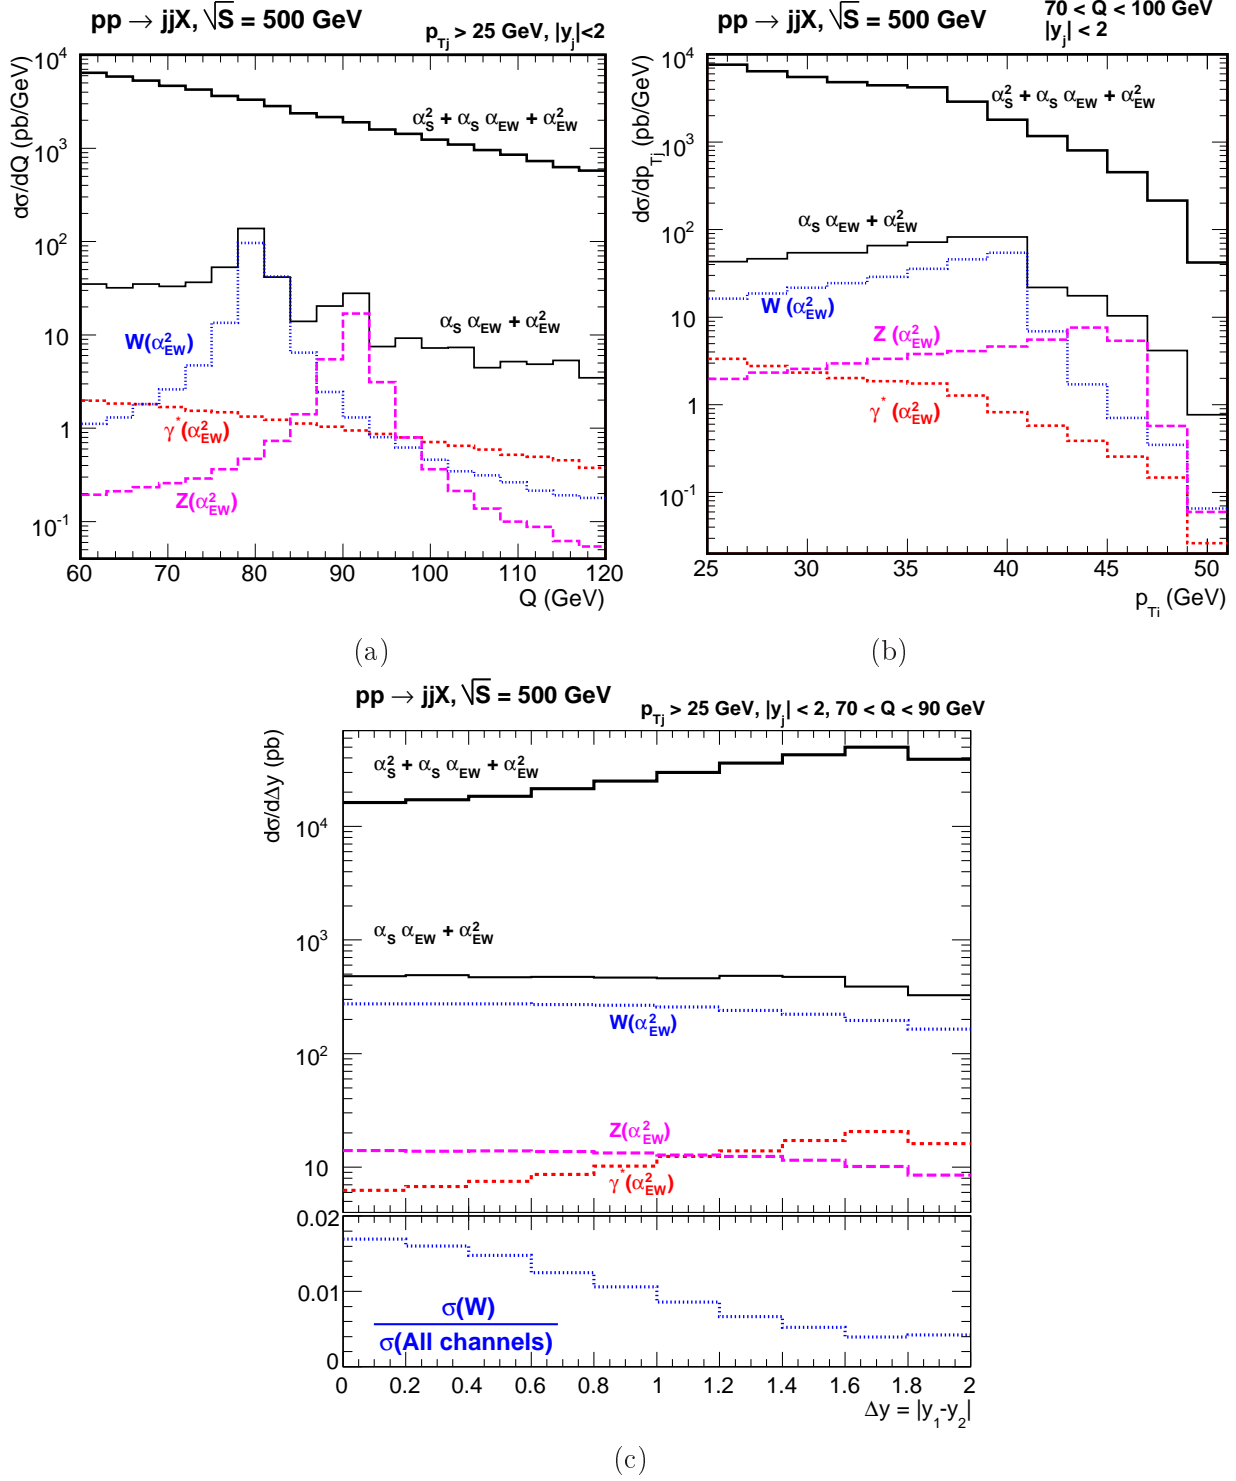 pp → jjX, √S = 500 GeV
p_Tj > 25 GeV, |y_j|<2
dσ/dQ (pb/GeV)
10^4
10^3
10^2
10
1
10^-1
α_S^2 + α_S α_EW + α_EW^2
W(α_EW^2)
α_S α_EW + α_EW^2
γ*(α_EW^2)
Z(α_EW^2)
60 70 80 90 100 110 120
Q (GeV)
(a)
pp → jjX, √S = 500 GeV
70 < Q < 100 GeV
|y_j| < 2
dσ/dp_Tj (pb/GeV)
10^4
10^3
10^2
10
1
10^-1
α_S^2 + α_S α_EW + α_EW^2
α_S α_EW + α_EW^2
W (α_EW^2)
Z (α_EW^2)
γ* (α_EW^2)
25 30 35 40 45 50
p_Tj (GeV)
(b)
pp → jjX, √S = 500 GeV
p_Tj > 25 GeV, |y_j| < 2, 70 < Q < 90 GeV
dσ/dΔy (pb)
α_S^2 + α_S α_EW + α_EW^2
10^4
α_S α_EW + α_EW^2
10^3
W(α_EW^2)
10^2
Z(α_EW^2)
10
γ*(α_EW^2)
0.02
0.01
0
σ(W)
σ(All channels)
0 0.2 0.4 0.6 0.8 1 1.2 1.4 1.6 1.8 2
Δy = |y_1-y_2|
(c)